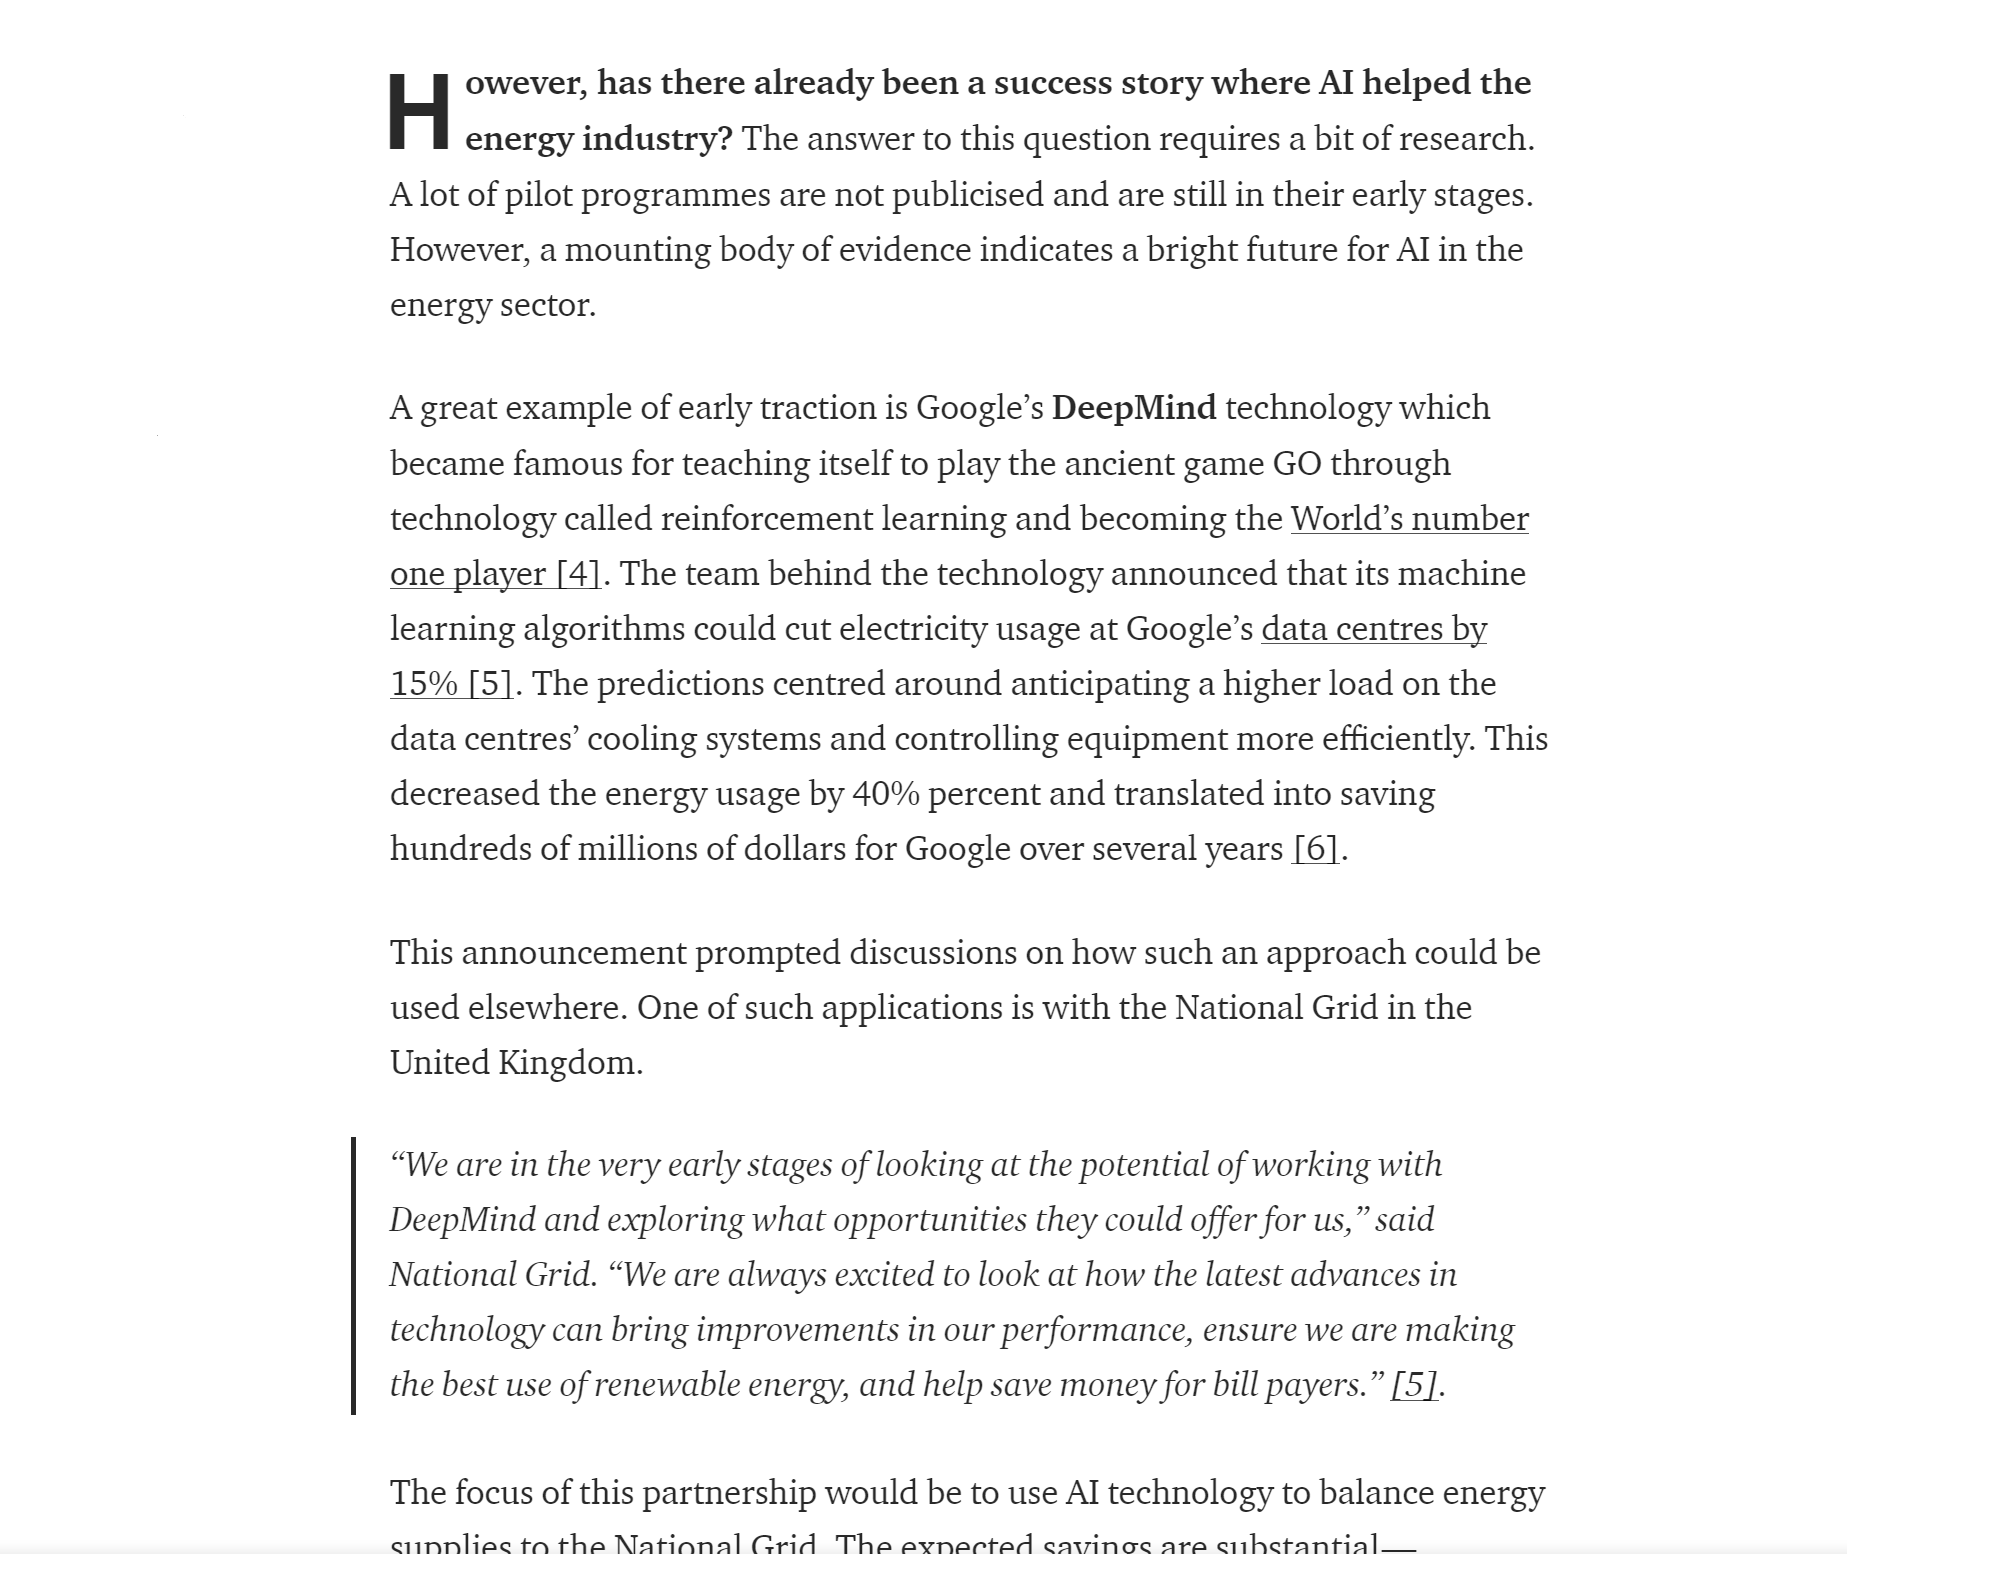 However, has there already been a success story where AI helped the
energy industry? The answer to this question requires a bit of research.
A lot of pilot programmes are not publicised and are still in their early stages.
However, a mounting body of evidence indicates a bright future for AI in the
energy sector.
A great example of early traction is Google’s DeepMind technology which
became famous for teaching itself to play the ancient game GO through
technology called reinforcement learning and becoming the World’s number
one player [4]. The team behind the technology announced that its machine
learning algorithms could cut electricity usage at Google’s data centres by
15% [5]. The predictions centred around anticipating a higher load on the
data centres’ cooling systems and controlling equipment more efficiently. This
decreased the energy usage by 40% percent and translated into saving
hundreds of millions of dollars for Google over several years [6].
This announcement prompted discussions on how such an approach could be
used elsewhere. One of such applications is with the National Grid in the
United Kingdom.
“We are in the very early stages of looking at the potential of working with
DeepMind and exploring what opportunities they could offer for us,” said
National Grid. “We are always excited to look at how the latest advances in
technology can bring improvements in our performance, ensure we are making
the best use of renewable energy, and help save money for bill payers.” [5].
The focus of this partnership would be to use AI technology to balance energy
supplies to the National Grid. The expected savings are substantial—